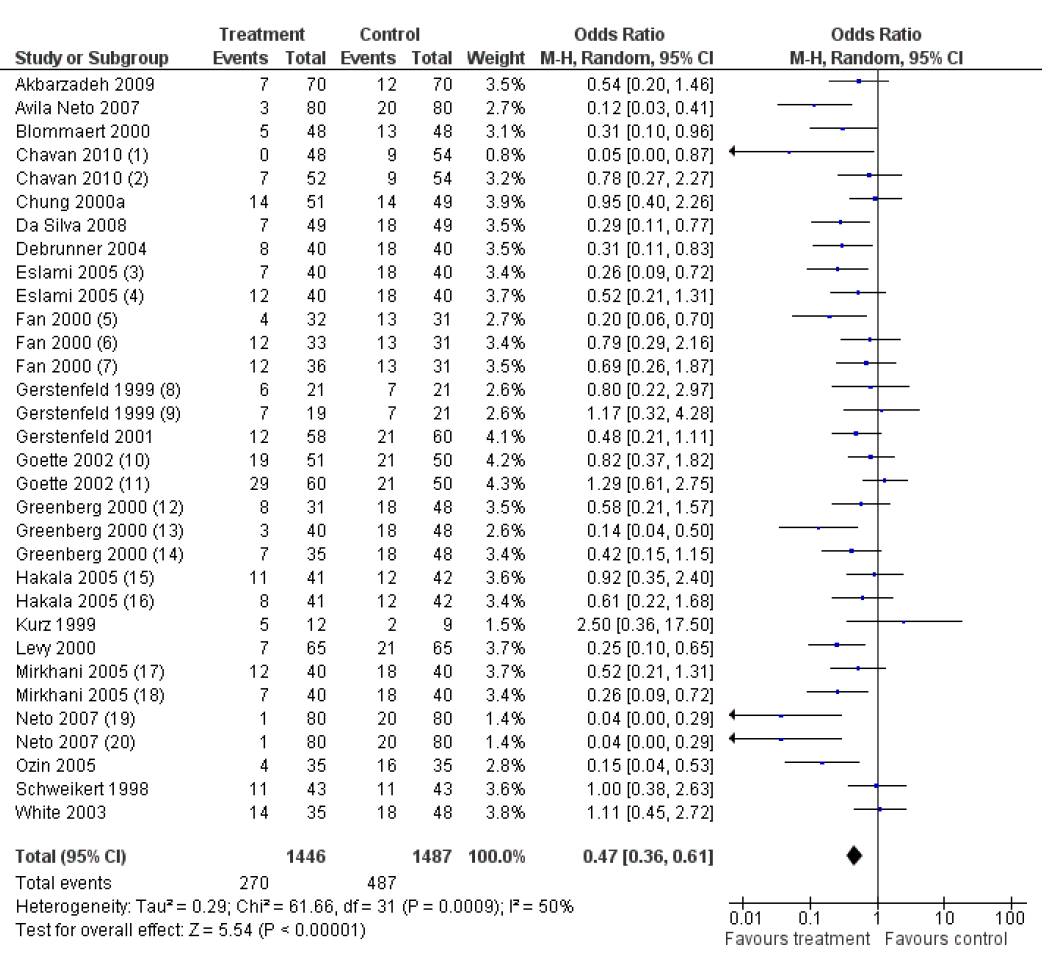 Treatment Control Odds Ratio Odds Ratio
Study or Subgroup Events Total Events Total Weight M-H, Random, 95% CI M-H, Random, 95% CI
Akbarzadeh 2009 7 70 12 70 3.5% 0.54 [0.20, 1.46]
Avila Neto 2007 3 80 20 80 2.7% 0.12 [0.03, 0.41]
Blommaert 2000 5 48 13 48 3.1% 0.31 [0.10, 0.96]
Chavan 2010 (1) 0 48 9 54 0.8% 0.05 [0.00, 0.87]
Chavan 2010 (2) 7 52 9 54 3.2% 0.78 [0.27, 2.27]
Chung 2000a 14 51 14 49 3.9% 0.95 [0.40, 2.26]
Da Silva 2008 7 49 18 49 3.5% 0.29 [0.11, 0.77]
Debrunner 2004 8 40 18 40 3.5% 0.31 [0.11, 0.83]
Eslami 2005 (3) 7 40 18 40 3.4% 0.26 [0.09, 0.72]
Eslami 2005 (4) 12 40 18 40 3.7% 0.52 [0.21, 1.31]
Fan 2000 (5) 4 32 13 31 2.7% 0.20 [0.06, 0.70]
Fan 2000 (6) 12 33 13 31 3.4% 0.79 [0.29, 2.16]
Fan 2000 (7) 12 36 13 31 3.5% 0.69 [0.26, 1.87]
Gerstenfeld 1999 (8) 6 21 7 21 2.6% 0.80 [0.22, 2.97]
Gerstenfeld 1999 (9) 7 19 7 21 2.6% 1.17 [0.32, 4.28]
Gerstenfeld 2001 12 58 21 60 4.1% 0.48 [0.21, 1.11]
Goette 2002 (10) 19 51 21 50 4.2% 0.82 [0.37, 1.82]
Goette 2002 (11) 29 60 21 50 4.3% 1.29 [0.61, 2.75]
Greenberg 2000 (12) 8 31 18 48 3.5% 0.58 [0.21, 1.57]
Greenberg 2000 (13) 3 40 18 48 2.6% 0.14 [0.04, 0.50]
Greenberg 2000 (14) 7 35 18 48 3.4% 0.42 [0.15, 1.15]
Hakala 2005 (15) 11 41 12 42 3.6% 0.92 [0.35, 2.40]
Hakala 2005 (16) 8 41 12 42 3.4% 0.61 [0.22, 1.68]
Kurz 1999 5 12 2 9 1.5% 2.50 [0.36, 17.50]
Levy 2000 7 65 21 65 3.6% 0.25 [0.10, 0.65]
Mirkhani 2005 (17) 12 40 18 40 3.7% 0.52 [0.21, 1.31]
Mirkhani 2005 (18) 7 40 18 40 3.4% 0.26 [0.09, 0.72]
Neto 2007 (19) 1 80 20 80 1.4% 0.04 [0.00, 0.29]
Neto 2007 (20) 1 80 20 80 1.4% 0.04 [0.00, 0.29]
Ozin 2005 4 35 16 35 2.8% 0.15 [0.04, 0.53]
Schweikert 1998 11 43 11 43 3.6% 1.00 [0.38, 2.63]
White 2003 14 35 18 48 3.8% 1.11 [0.45, 2.72]
Total (95% CI) 1446 1487 100.0% 0.47 [0.36, 0.61]
Total events 270 487
Heterogeneity: Tau² = 0.29; Chi² = 61.66, df = 31 (P = 0.0009); I² = 50%
Test for overall effect: Z = 5.54 (P < 0.00001)
0.01 0.1 1 10 100
Favours treatment Favours control